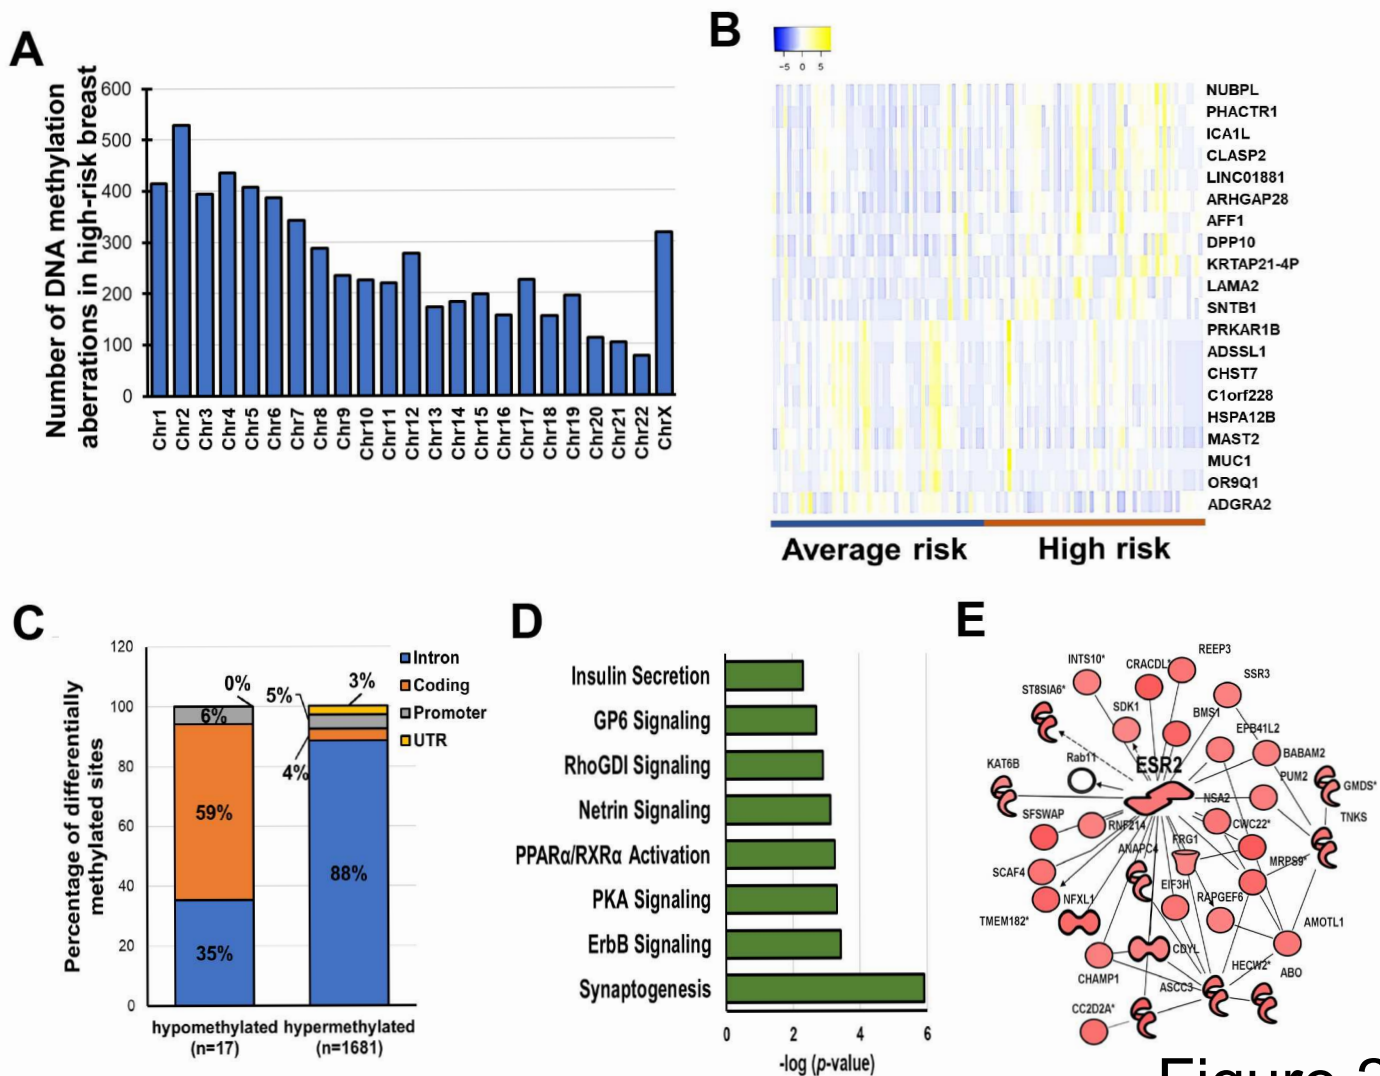 A
Number of DNA methylation
aberrations in high-risk breast
600
500
400
300
200
100
0
Chr1
Chr2
Chr3
Chr4
Chr5
Chr6
Chr7
Chr8
Chr9
Chr10
Chr11
Chr12
Chr13
Chr14
Chr15
Chr16
Chr17
Chr18
Chr19
Chr20
Chr21
Chr22
ChrX
B
-5 0 5
NUBPL
PHACTR1
ICA1L
CLASP2
LINC01881
ARHGAP28
AFF1
DPP10
KRTAP21-4P
LAMA2
SNTB1
PRKAR1B
ADSSL1
CHST7
C1orf228
HSPA12B
MAST2
MUC1
OR9Q1
ADGRA2
Average risk
High risk
C
Percentage of differentially
methylated sites
120
100
80
60
40
20
0
0%
6%
59%
35%
5%
3%
4%
88%
Intron
Coding
Promoter
UTR
hypomethylated
(n=17)
hypermethylated
(n=1681)
D
Insulin Secretion
GP6 Signaling
RhoGDI Signaling
Netrin Signaling
PPARα/RXRα Activation
PKA Signaling
ErbB Signaling
Synaptogenesis
0 2 4 6
-log (p-value)
E
REEP3
INTS10*
CRACDL*
SSR3
ST8SIA6*
SDK1
BMS1
EPB41L2
BABAM2
Rab11
ESR2
KAT6B
PUM2
GMDS*
NSA2
TNKS
SFSWAP
RNF214
CWC22*
FRG1
ANAPC4
MRPS9*
SCAF4
EIF3H
RAPGEF6
NFXL1
TMEM182*
AMOTL1
CDYL
HECW2*
ABO
CHAMP1
ASCC3
CC2D2A*